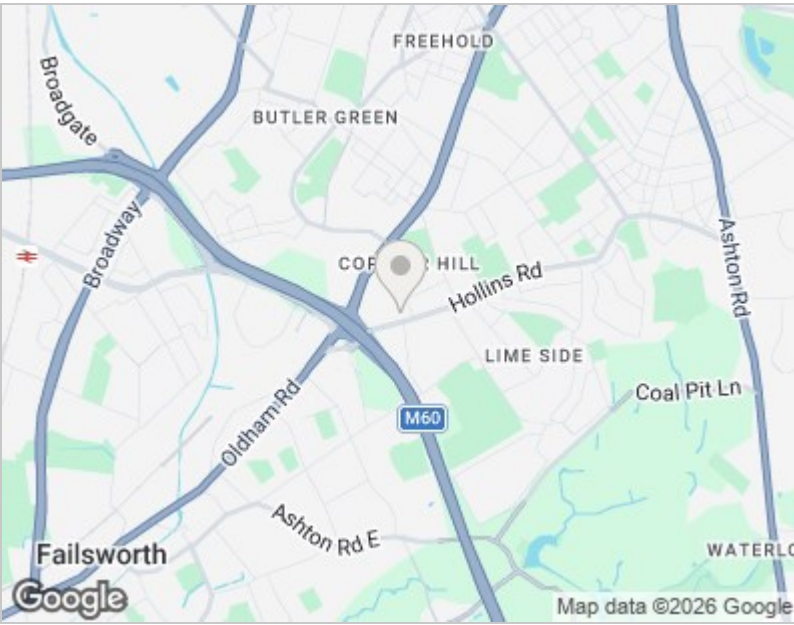 FREEHOLD
Broadgate
BUTLER GREEN
Broadway
HILL
Hollins Rd
Ashton Rd
LIME SIDE
Coal Pit Ln
M60
Oldham Rd
Ashton Rd E
Failsworth
Google
Map data ©2026 Google